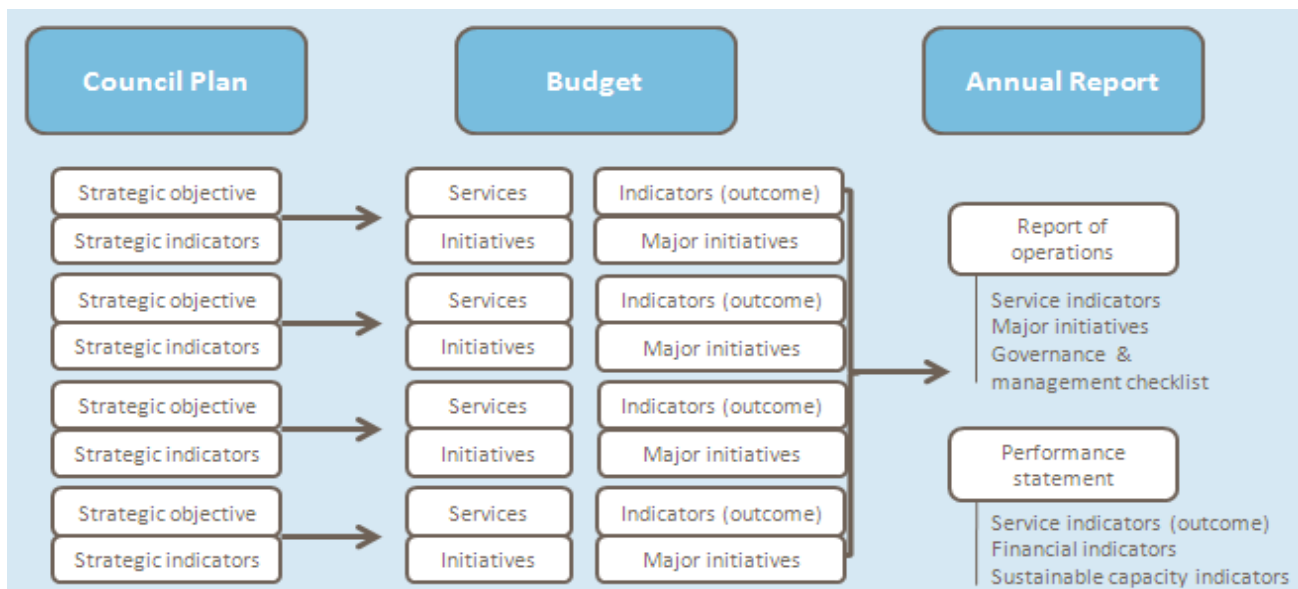 Council Plan
Budget
Annual Report
Strategic objective
Strategic indicators
Services
Initiatives
Indicators (outcome)
Major initiatives
Strategic objective
Strategic indicators
Services
Initiatives
Indicators (outcome)
Major initiatives
Strategic objective
Strategic indicators
Services
Initiatives
Indicators (outcome)
Major initiatives
Strategic objective
Strategic indicators
Services
Initiatives
Indicators (outcome)
Major initiatives
Report of
operations
Service indicators
Major initiatives
Governance &
management checklist
Performance
statement
Service indicators (outcome)
Financial indicators
Sustainable capacity indicators